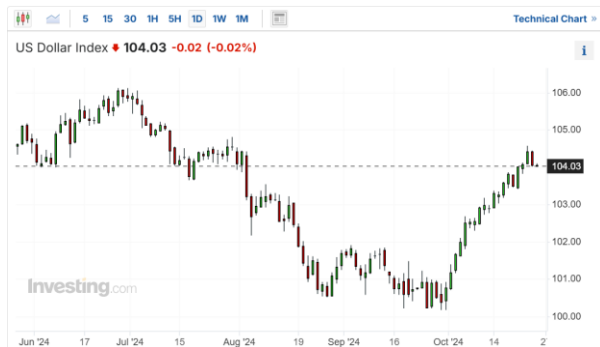 5 15 30 1H 5H 1D 1W 1M Technical Chart »
US Dollar Index 104.03 -0.02 (-0.02%)
i
106.00
105.00
104.03
103.00
102.00
101.00
100.00
Investing.com
Jun '24 17 Jul '24 15 Aug '24 19 Sep '24 16 Oct '24 14 2